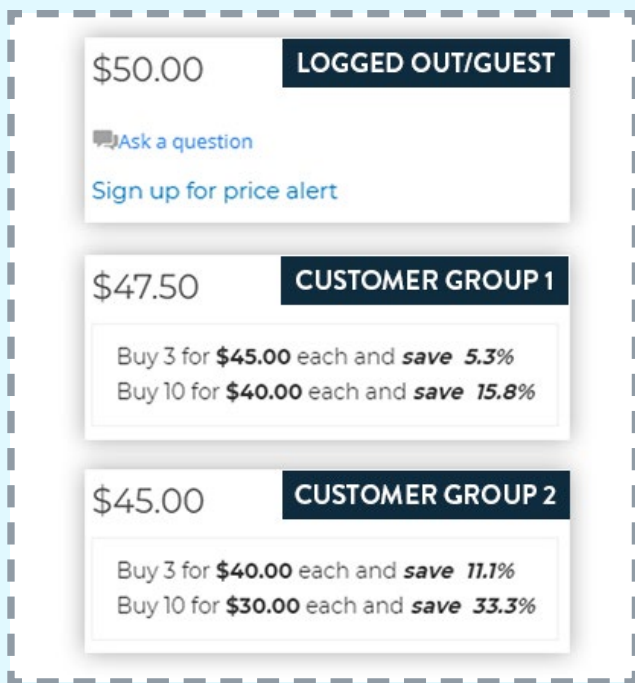 $50.00 LOGGED OUT/GUEST
Ask a question
Sign up for price alert
$47.50 CUSTOMER GROUP 1
Buy 3 for $45.00 each and save 5.3%
Buy 10 for $40.00 each and save 15.8%
$45.00 CUSTOMER GROUP 2
Buy 3 for $40.00 each and save 11.1%
Buy 10 for $30.00 each and save 33.3%